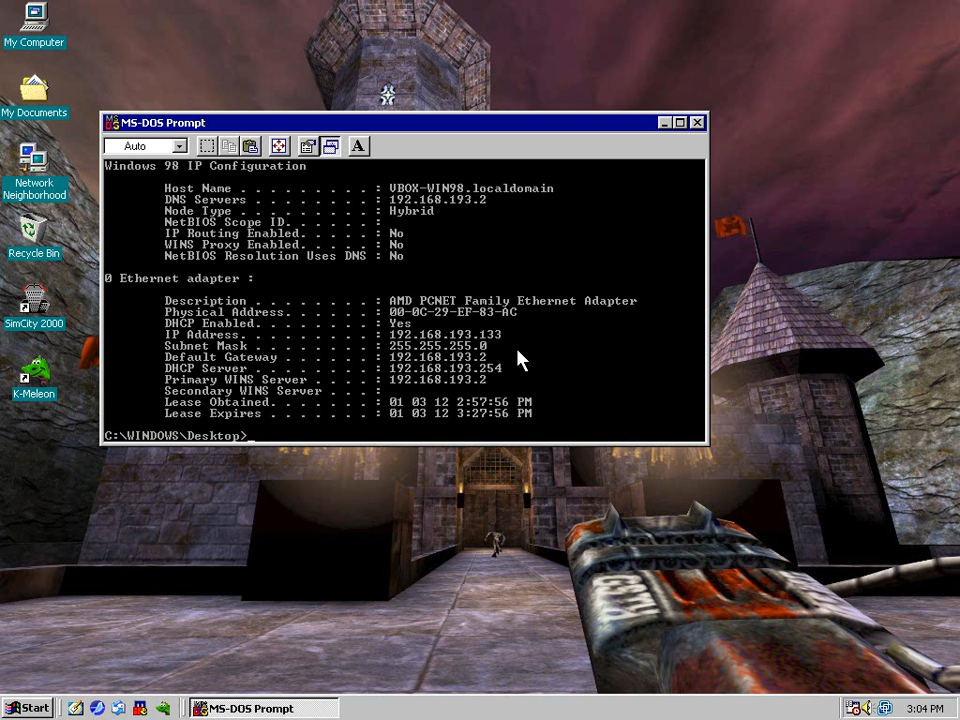 My Computer
My Documents
Network
Neighborhood
Recycle Bin
SimCity 2000
K-Meleon
MS-DOS Prompt
Auto
A
Windows 98 IP Configuration
Host Name . . . . . . . . . : VBOX-WIN98.localdomain
DNS Servers . . . . . . . . : 192.168.193.2
Node Type . . . . . . . . . : Hybrid
NetBIOS Scope ID. . . . . . :
IP Routing Enabled. . . . . : No
WINS Proxy Enabled. . . . . : No
NetBIOS Resolution Uses DNS : No
0 Ethernet adapter :
Description . . . . . . . . : AMD PCNET Family Ethernet Adapter
Physical Address. . . . . . : 00-0C-29-EF-83-AC
DHCP Enabled. . . . . . . . : Yes
IP Address. . . . . . . . . : 192.168.193.133
Subnet Mask . . . . . . . . : 255.255.255.0
Default Gateway . . . . . . : 192.168.193.2
DHCP Server . . . . . . . . : 192.168.193.254
Primary WINS Server . . . . : 192.168.193.2
Secondary WINS Server . . . :
Lease Obtained. . . . . . . : 01 03 12 2:57:56 PM
Lease Expires . . . . . . . : 01 03 12 3:27:56 PM
C:\WINDOWS\Desktop>_
Start
MS-DOS Prompt
3:04 PM